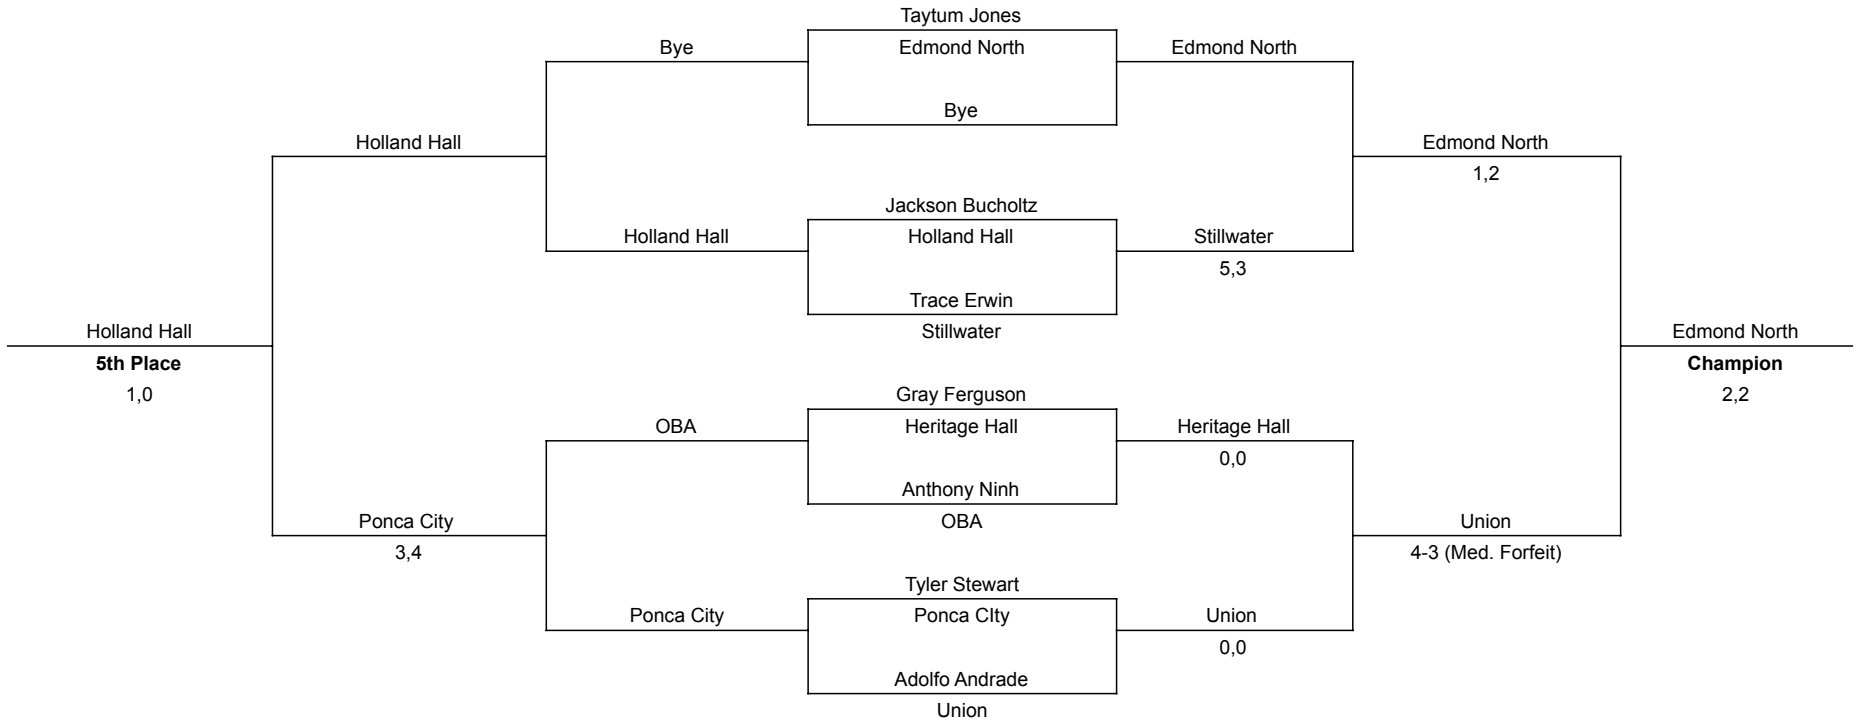 Taytum Jones
Bye
Edmond North
Edmond North
Bye
Holland Hall
Edmond North
1,2
Jackson Bucholtz
Holland Hall
Holland Hall
Stillwater
5,3
Trace Erwin
Holland Hall
Stillwater
Edmond North
5th Place
Champion
1,0
Gray Ferguson
2,2
OBA
Heritage Hall
Heritage Hall
0,0
Anthony Ninh
Ponca City
OBA
Union
3,4
4-3 (Med. Forfeit)
Tyler Stewart
Ponca City
Ponca CIty
Union
0,0
Adolfo Andrade
Union